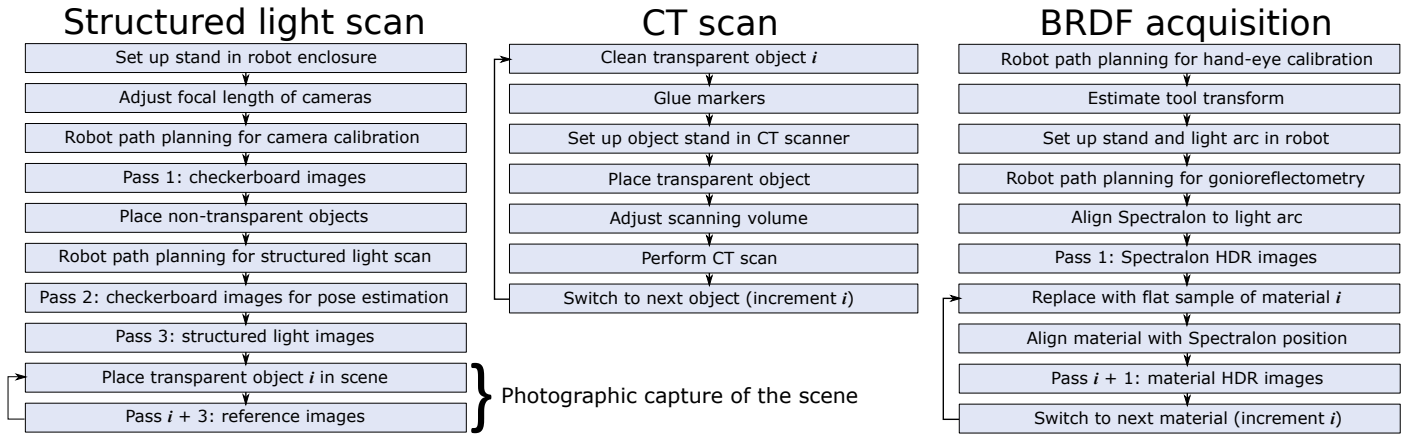 Structured light scan
Set up stand in robot enclosure
Adjust focal length of cameras
Robot path planning for camera calibration
Pass 1: checkerboard images
Place non-transparent objects
Robot path planning for structured light scan
Pass 2: checkerboard images for pose estimation
Pass 3: structured light images
Place transparent object i in scene
Pass i + 3: reference images
} Photographic capture of the scene
CT scan
Clean transparent object i
Glue markers
Set up object stand in CT scanner
Place transparent object
Adjust scanning volume
Perform CT scan
Switch to next object (increment i)
BRDF acquisition
Robot path planning for hand-eye calibration
Estimate tool transform
Set up stand and light arc in robot
Robot path planning for gonioreflectometry
Align Spectralon to light arc
Pass 1: Spectralon HDR images
Replace with flat sample of material i
Align material with Spectralon position
Pass i + 1: material HDR images
Switch to next material (increment i)